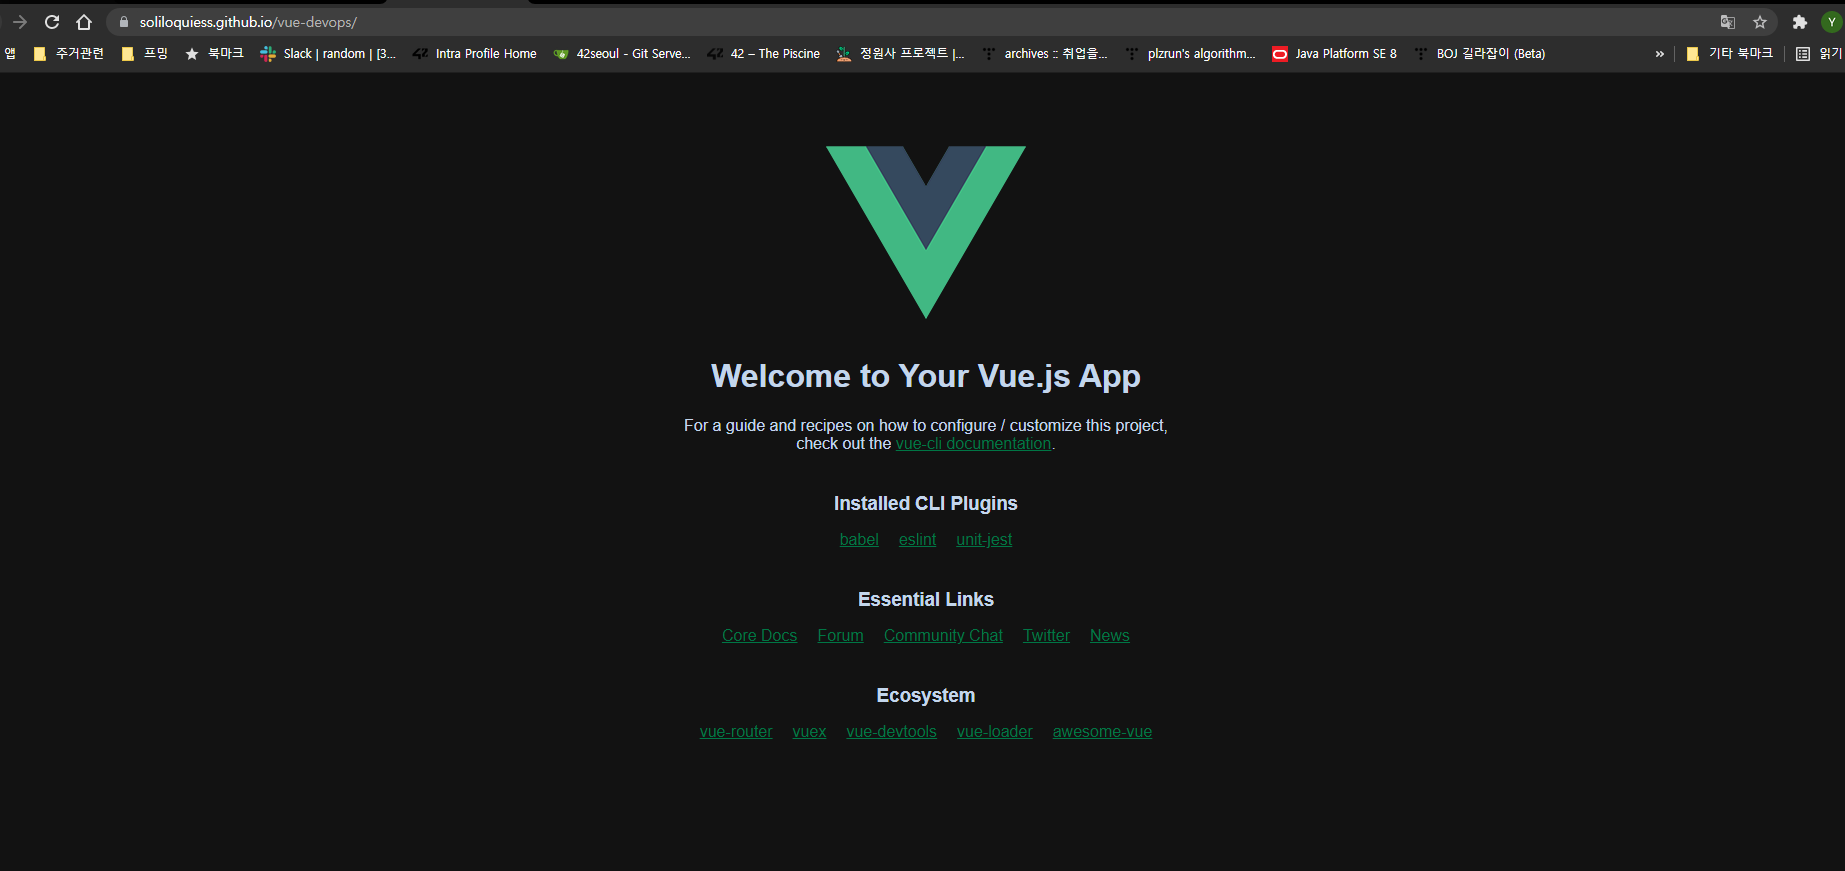 soliloquiess.github.io/vue-devops/
Y
앱 주거관련 프밍 북마크 Slack | random | [3... Intra Profile Home 42seoul - Git Serve... 42 – The Piscine 정원사 프로젝트 |... archives :: 취업을... plzrun's algorithm... Java Platform SE 8 BOJ 길라잡이 (Beta) » 기타 북마크 읽기
Welcome to Your Vue.js App
For a guide and recipes on how to configure / customize this project,
check out the vue-cli documentation.
Installed CLI Plugins
babel eslint unit-jest
Essential Links
Core Docs Forum Community Chat Twitter News
Ecosystem
vue-router vuex vue-devtools vue-loader awesome-vue